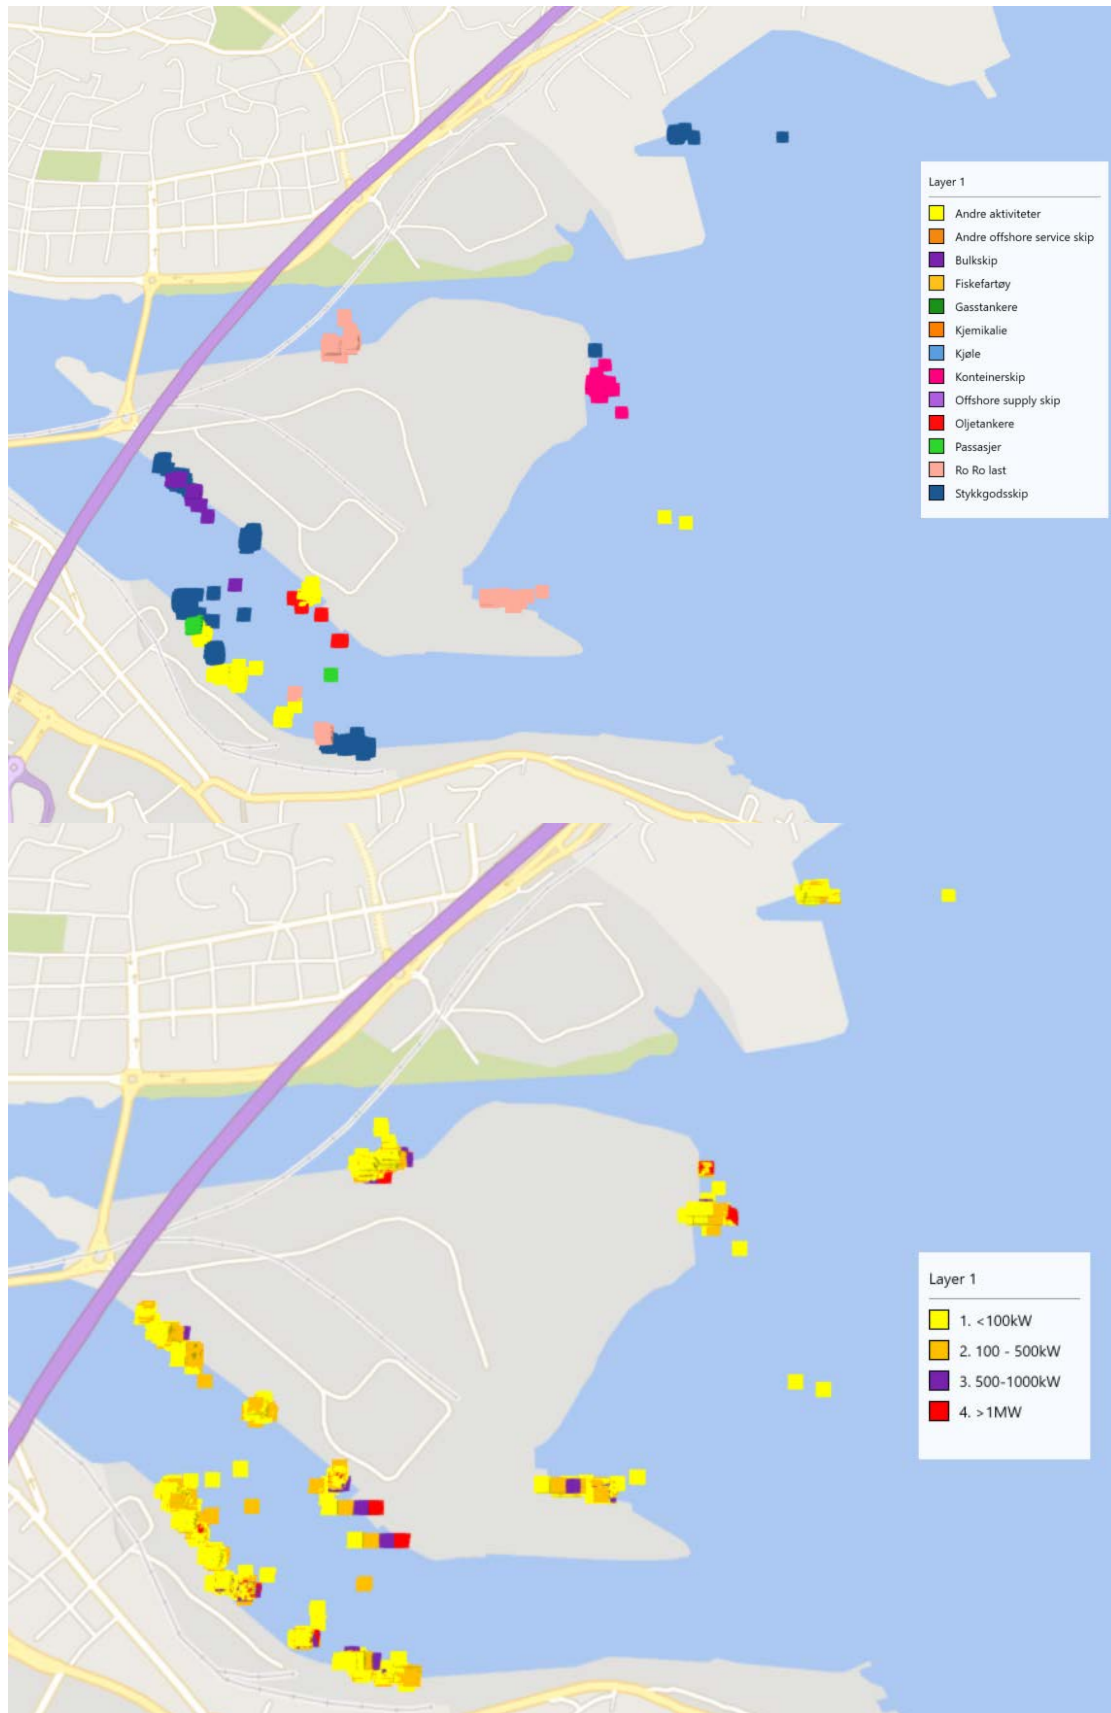 Layer 1
Andre aktiviteter
Andre offshore service skip
Bulkskip
Fiskefartøy
Gasstankere
Kjemikalie
Kjøle
Konteinerskip
Offshore supply skip
Oljetankere
Passasjer
Ro Ro last
Stykkgodsskip
Layer 1
1. <100kW
2. 100 - 500kW
3. 500-1000kW
4. >1MW